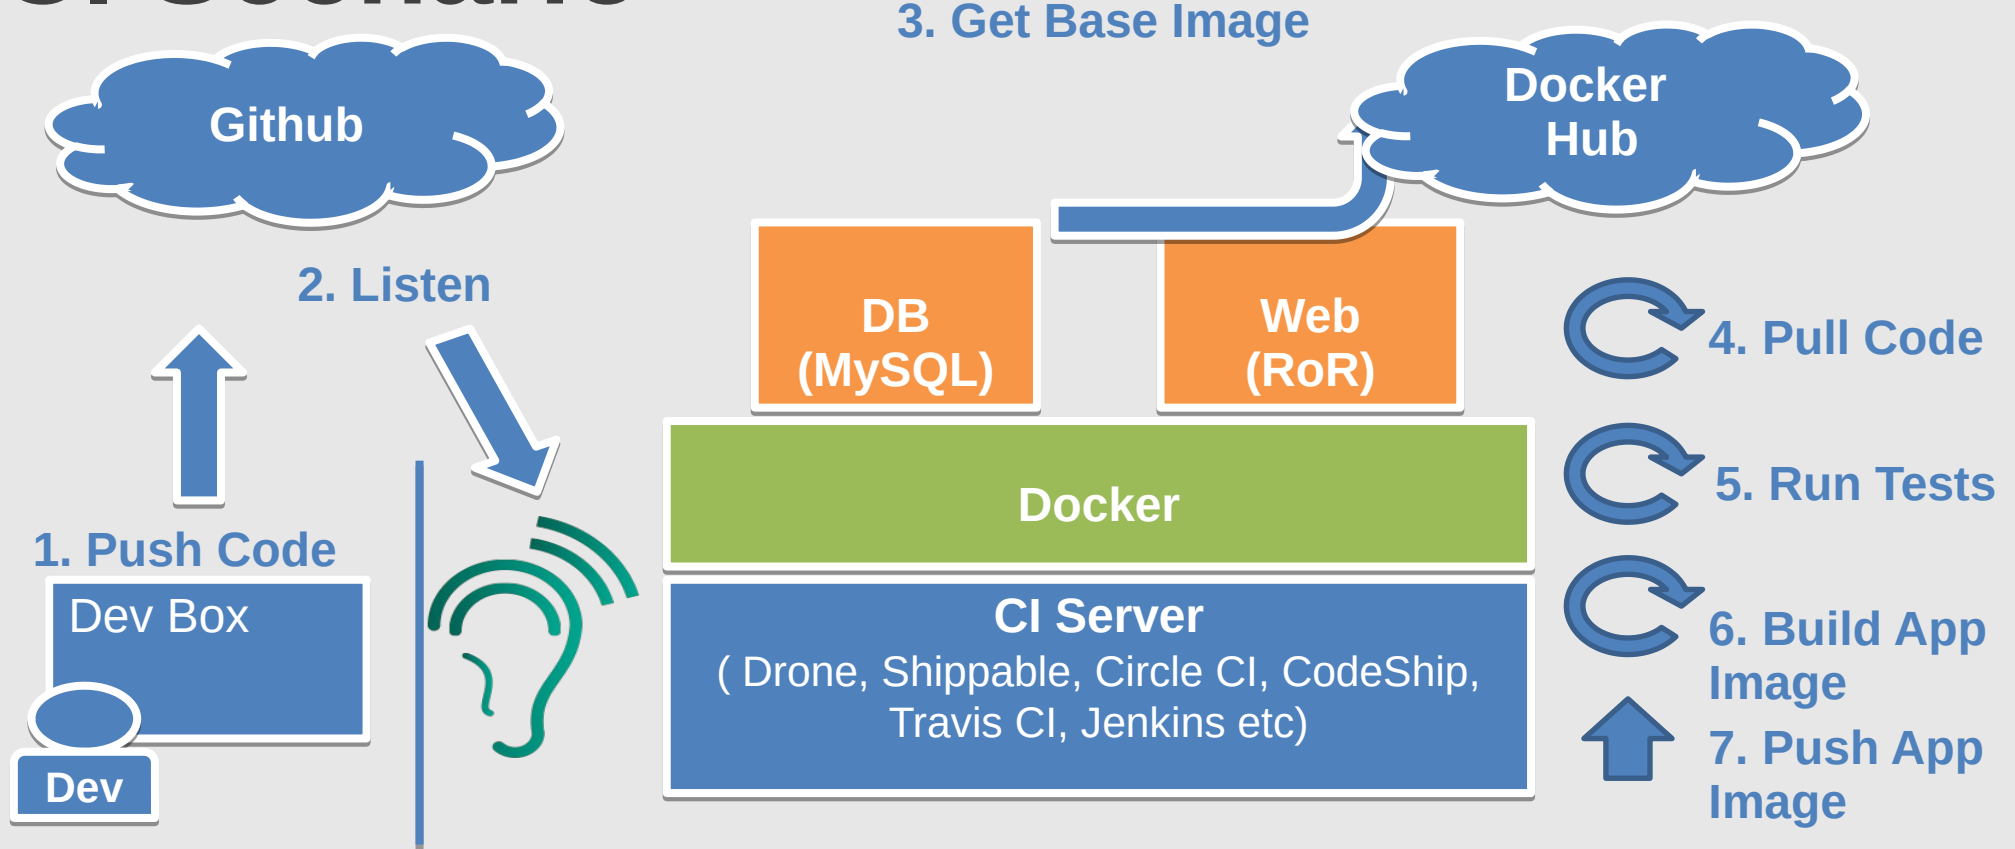 3. Get Base Image
Github
Docker
Hub
2. Listen
DB
(MySQL)
Web
(RoR)
4. Pull Code
Docker
5. Run Tests
1. Push Code
Dev Box
Dev
CI Server
( Drone, Shippable, Circle CI, CodeShip,
Travis CI, Jenkins etc)
6. Build App
Image
7. Push App
Image